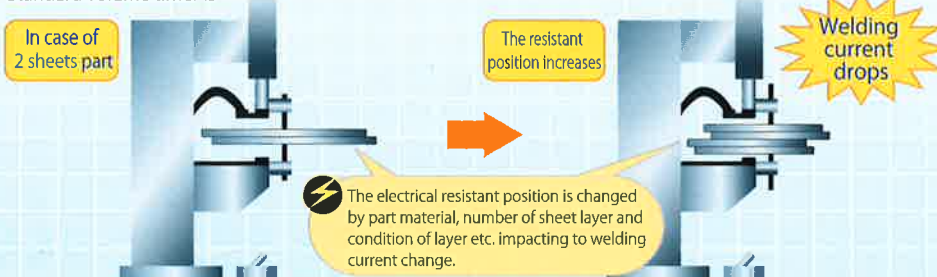 In case of
2 sheets part
The resistant
position increases
Welding
current
drops
The electrical resistant position is changed
by part material, number of sheet layer and
condition of layer etc. impacting to welding
current change.